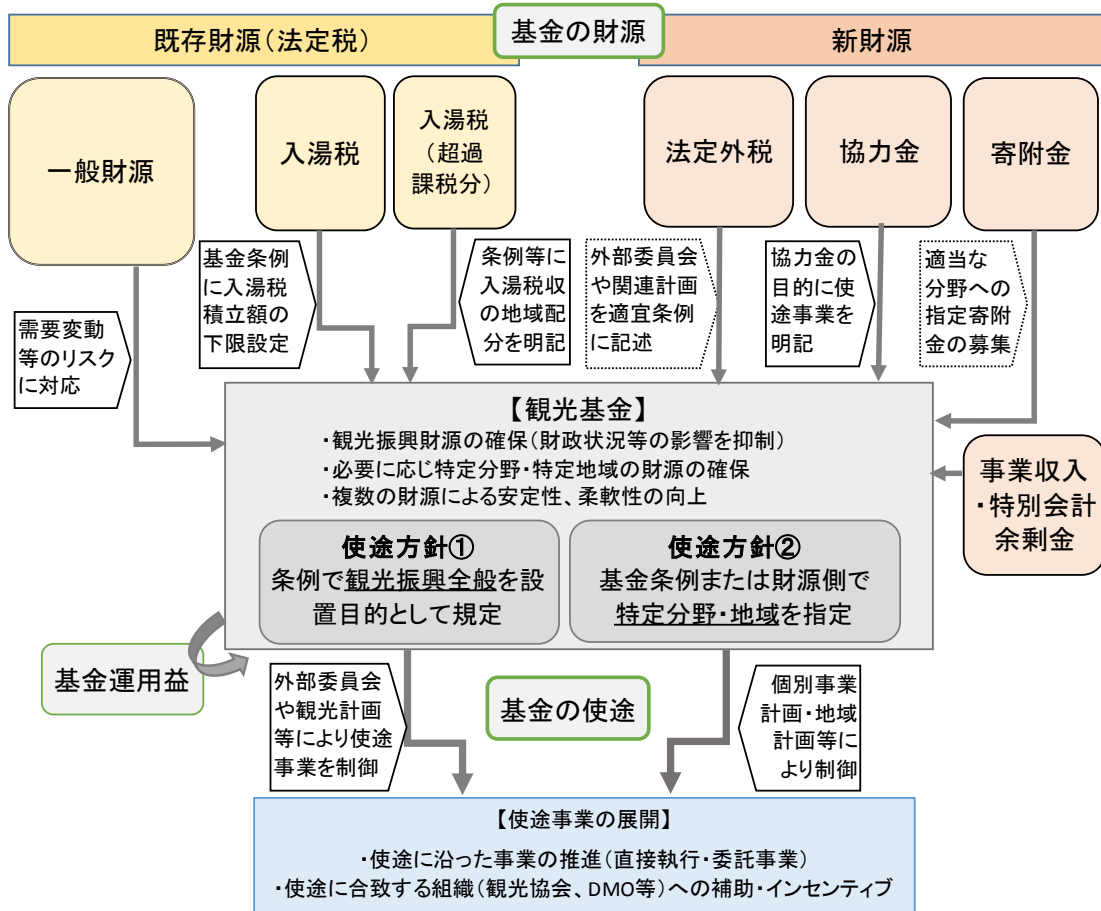 基金の財源
既存財源（法定税）
新財源
一般財源
入湯税
入湯税
（超過
課税分）
法定外税
協力金
寄附金
需要変動
等のリスク
に対応
基金条例
に入湯税
積立額の
下限設定
条例等に
入湯税収
の地域配
分を明記
外部委員会
や関連計画
を適宜条例
に記述
協力金の
目的に使
途事業を
明記
適当な
分野への
指定寄附
金の募集
【観光基金】
・観光振興財源の確保（財政状況等の影響を抑制）
・必要に応じ特定分野・特定地域の財源の確保
・複数の財源による安定性、柔軟性の向上
事業収入
・特別会計
余剰金
使途方針①
条例で観光振興全般を設
置目的として規定
使途方針②
基金条例または財源側で
特定分野・地域を指定
基金運用益
外部委員会
や観光計画
等により使途
事業を制御
基金の使途
個別事業
計画・地域
計画等に
より制御
【使途事業の展開】
・使途に沿った事業の推進（直接執行・委託事業）
・使途に合致する組織（観光協会、DMO等）への補助・インセンティブ